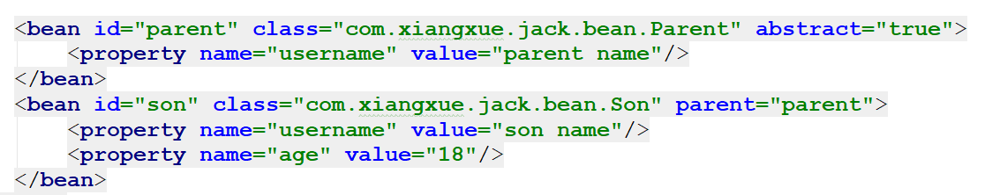 <bean id="parent" class="com.xiangxue.jack.bean.Parent" abstract="true">
    <property name="username" value="parent name"/>
</bean>
<bean id="son" class="com.xiangxue.jack.bean.Son" parent="parent">
    <property name="username" value="son name"/>
    <property name="age" value="18"/>
</bean>